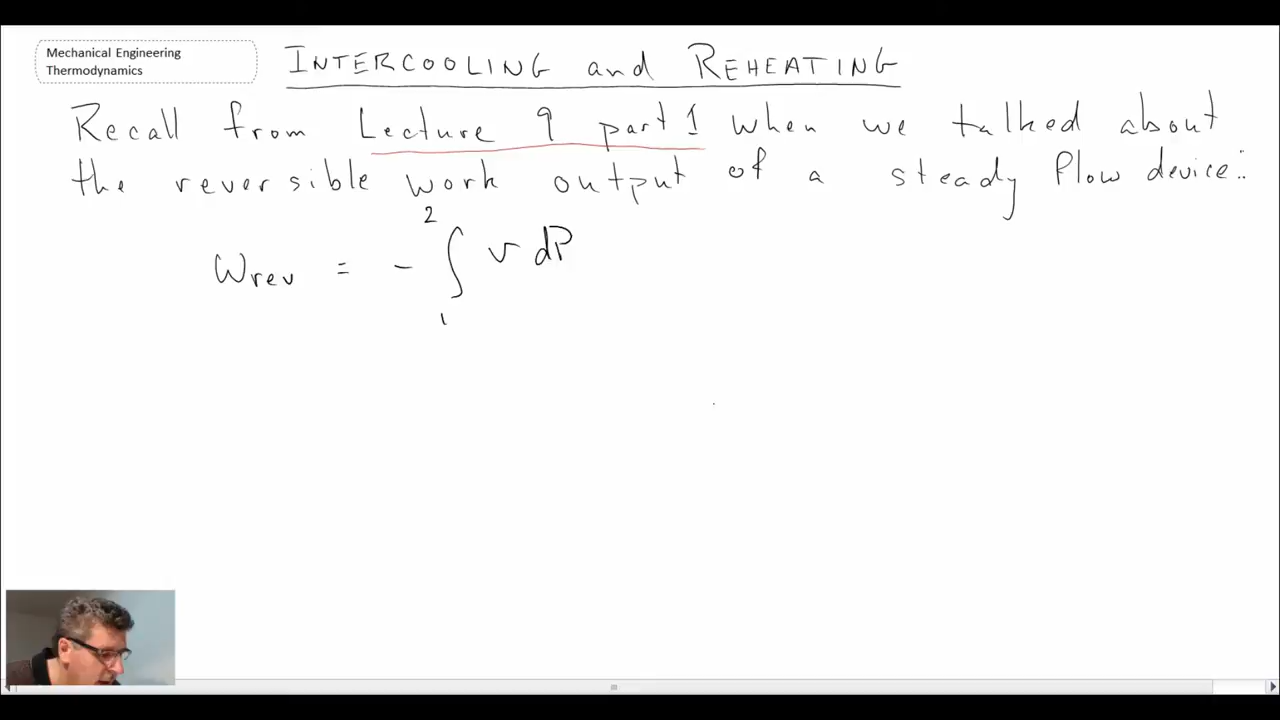 Mechanical Engineering
Thermodynamics
INTERCOOLING and REHEATING
Recall from Lecture 9 part 1 when we talked about
the reversible work output of a steady flow device:
Wrev = - ∫₁² v dP